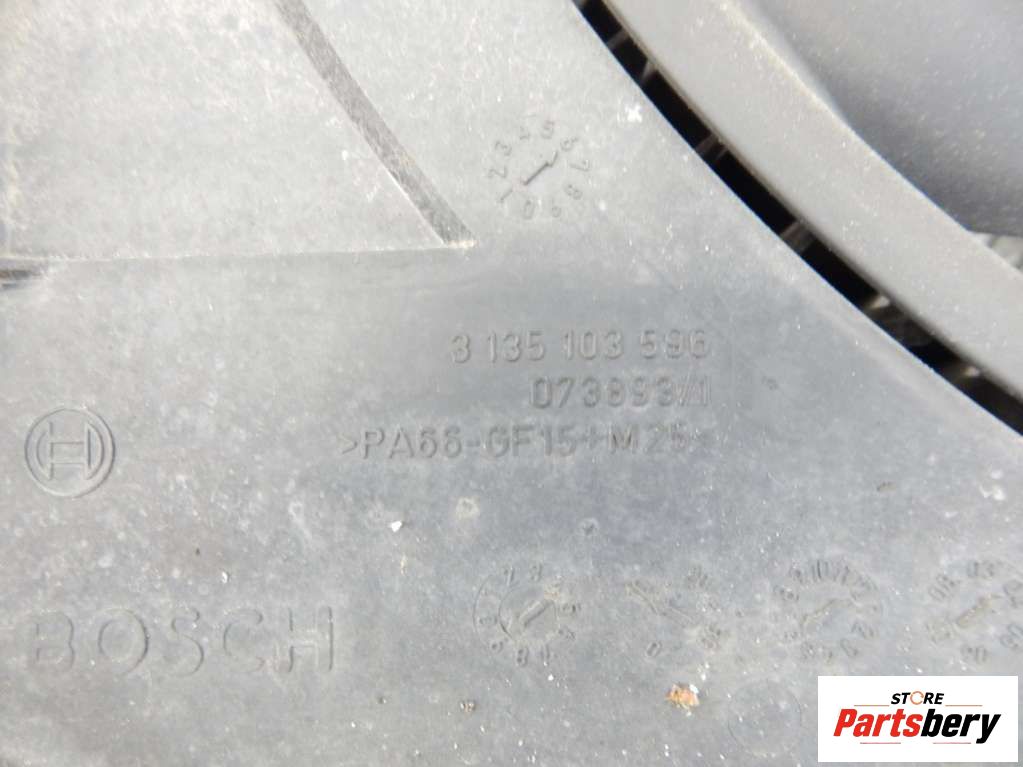 3 135 103 596
073893/1
>PA66-GF15+M25<
BOSCH
STORE
Partsbery